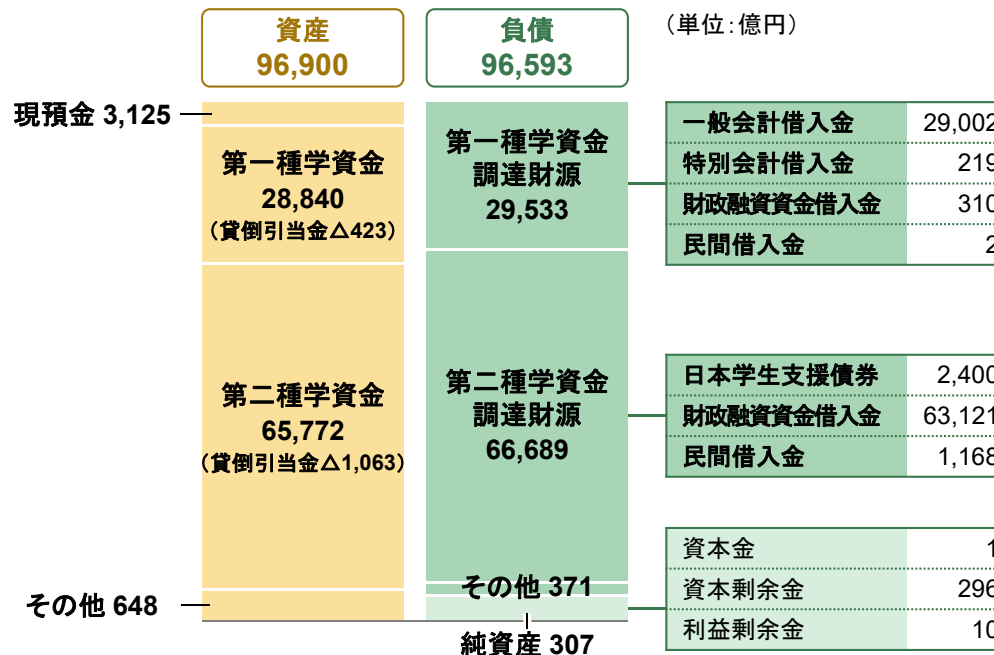 資産
96,900
負債
96,593
（単位：億円）
現預金 3,125
第一種学資金
28,840
（貸倒引当金△423）
第二種学資金
65,772
（貸倒引当金△1,063）
その他 648
第一種学資金
調達財源
29,533
第二種学資金
調達財源
66,689
その他 371
純資産 307
一般会計借入金 29,002
特別会計借入金 219
財政融資資金借入金 310
民間借入金 2
日本学生支援債券 2,400
財政融資資金借入金 63,121
民間借入金 1,168
資本金 1
資本剰余金 296
利益剰余金 10